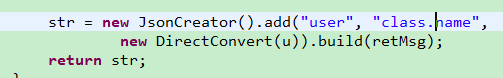 str = new JsonCreator().add("user", "class.name",
new DirectConvert(u)).build(retMsg);
return str;